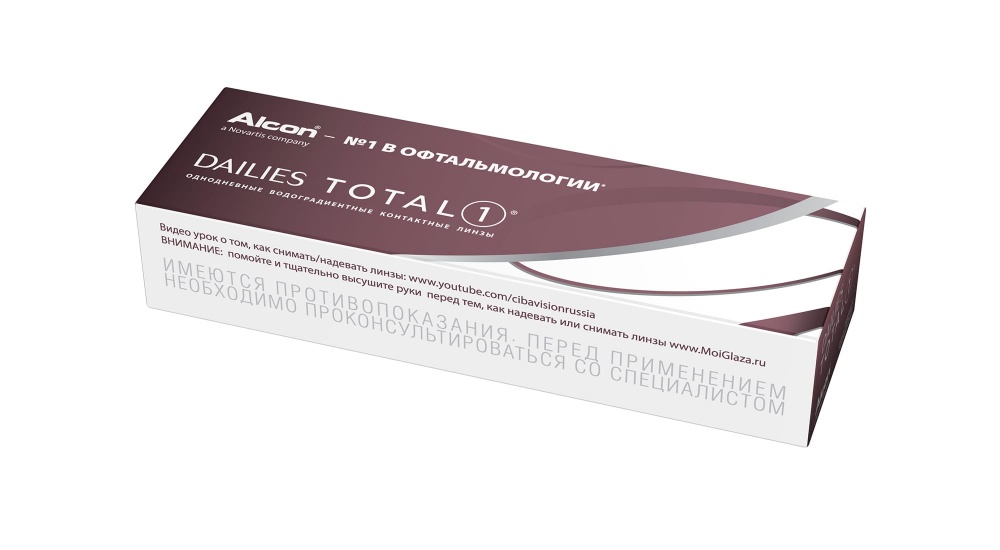 Alcon® – №1 В ОФТАЛЬМОЛОГИИ*
a Novartis company
DAILIES TOTAL 1®
ОДНОДНЕВНЫЕ ВОДОГРАДИЕНТНЫЕ КОНТАКТНЫЕ ЛИНЗЫ
Видео урок о том, как снимать/надевать линзы: www.youtube.com/cibavisionrussia
ВНИМАНИЕ: помойте и тщательно высушите руки перед тем, как надевать или снимать линзы www.MoiGlaza.ru
ИМЕЮТСЯ ПРОТИВОПОКАЗАНИЯ. ПЕРЕД ПРИМЕНЕНИЕМ
НЕОБХОДИМО ПРОКОНСУЛЬТИРОВАТЬСЯ СО СПЕЦИАЛИСТОМ